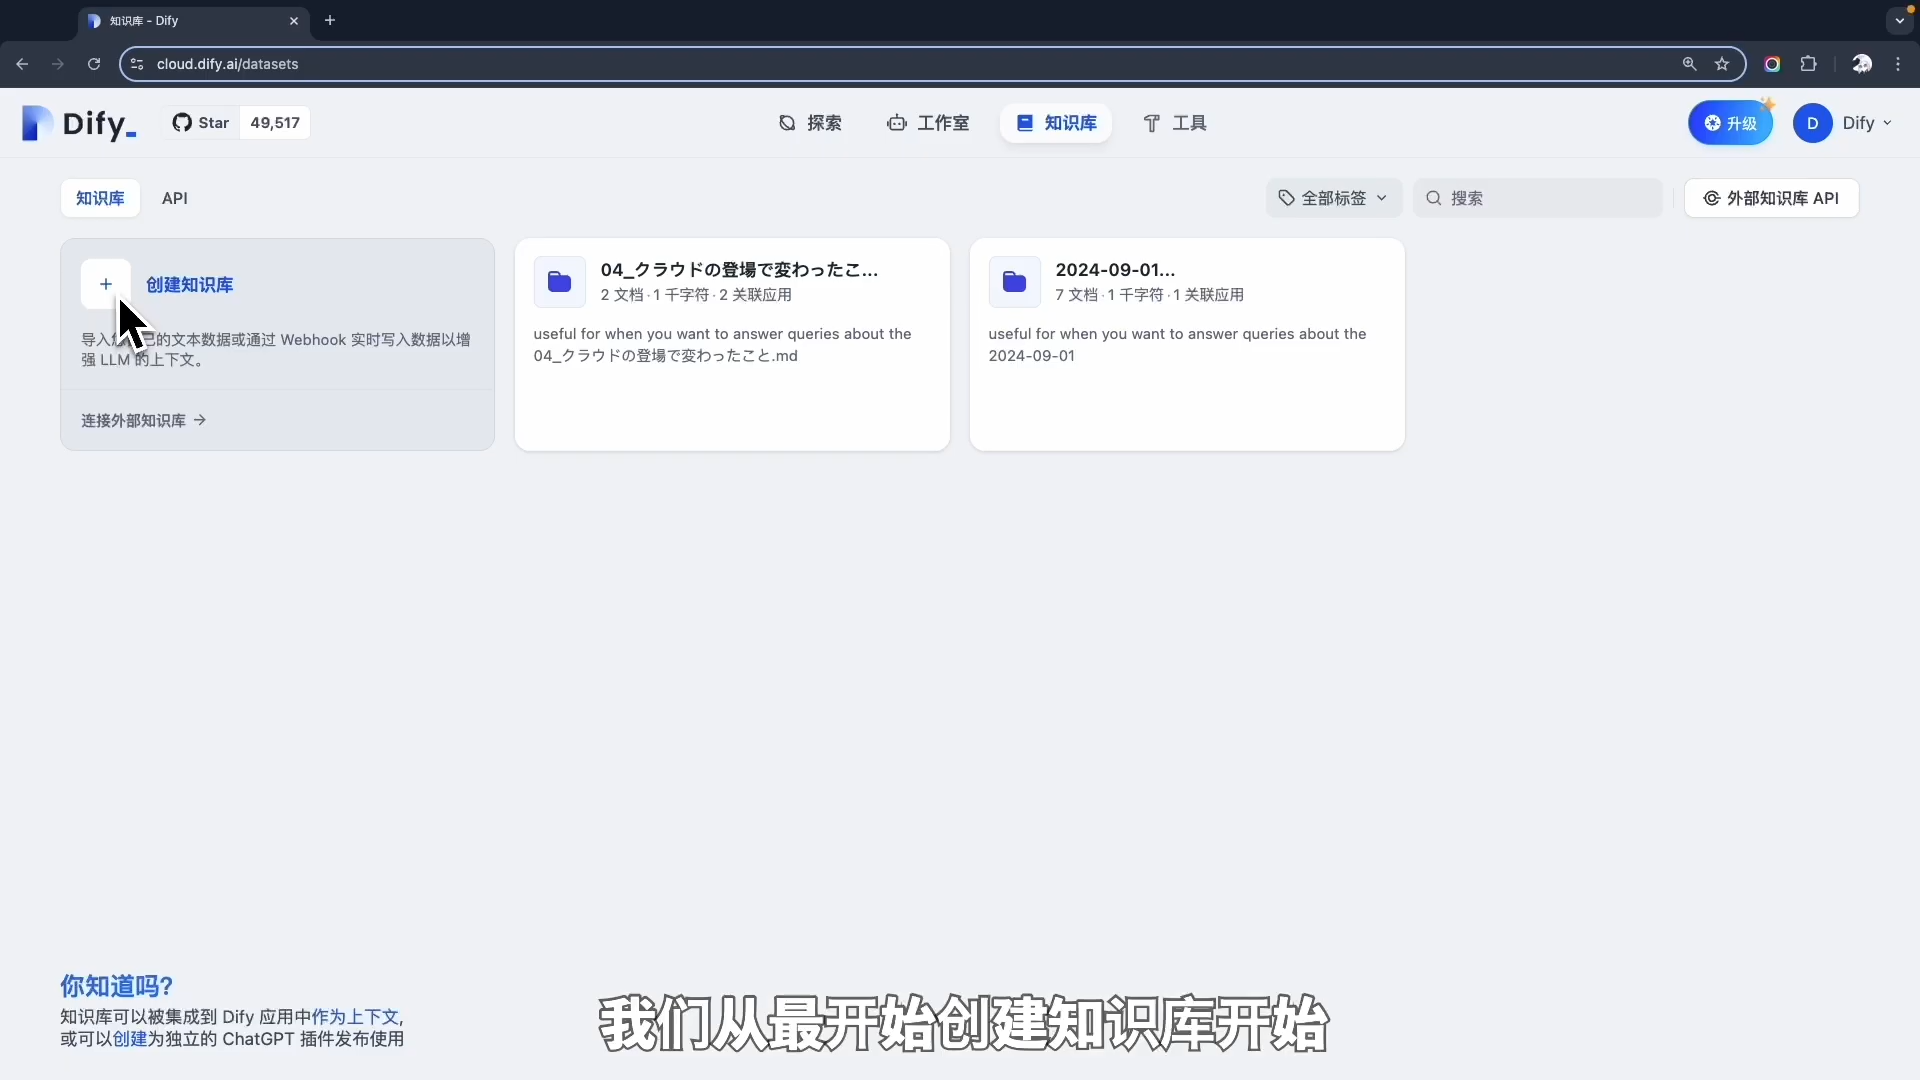 知识库 - Dify
cloud.dify.ai/datasets
Dify_
Star 49,517
探索 工作室 知识库 工具
升级
D Dify
知识库 API
全部标签 搜索
外部知识库 API
创建知识库
导入 的文本数据或通过 Webhook 实时写入数据以增
强 LLM 的上下文。
连接外部知识库
04_クラウドの登場で変わったこ...
2 文档·1 千字符·2 关联应用
useful for when you want to answer queries about the
04_クラウドの登場で変わったこと.md
2024-09-01...
7 文档·1 千字符·1 关联应用
useful for when you want to answer queries about the
2024-09-01
你知道吗?
知识库可以被集成到 Dify 应用中作为上下文,
或可以创建为独立的 ChatGPT 插件发布使用
我们从最开始创建知识库开始